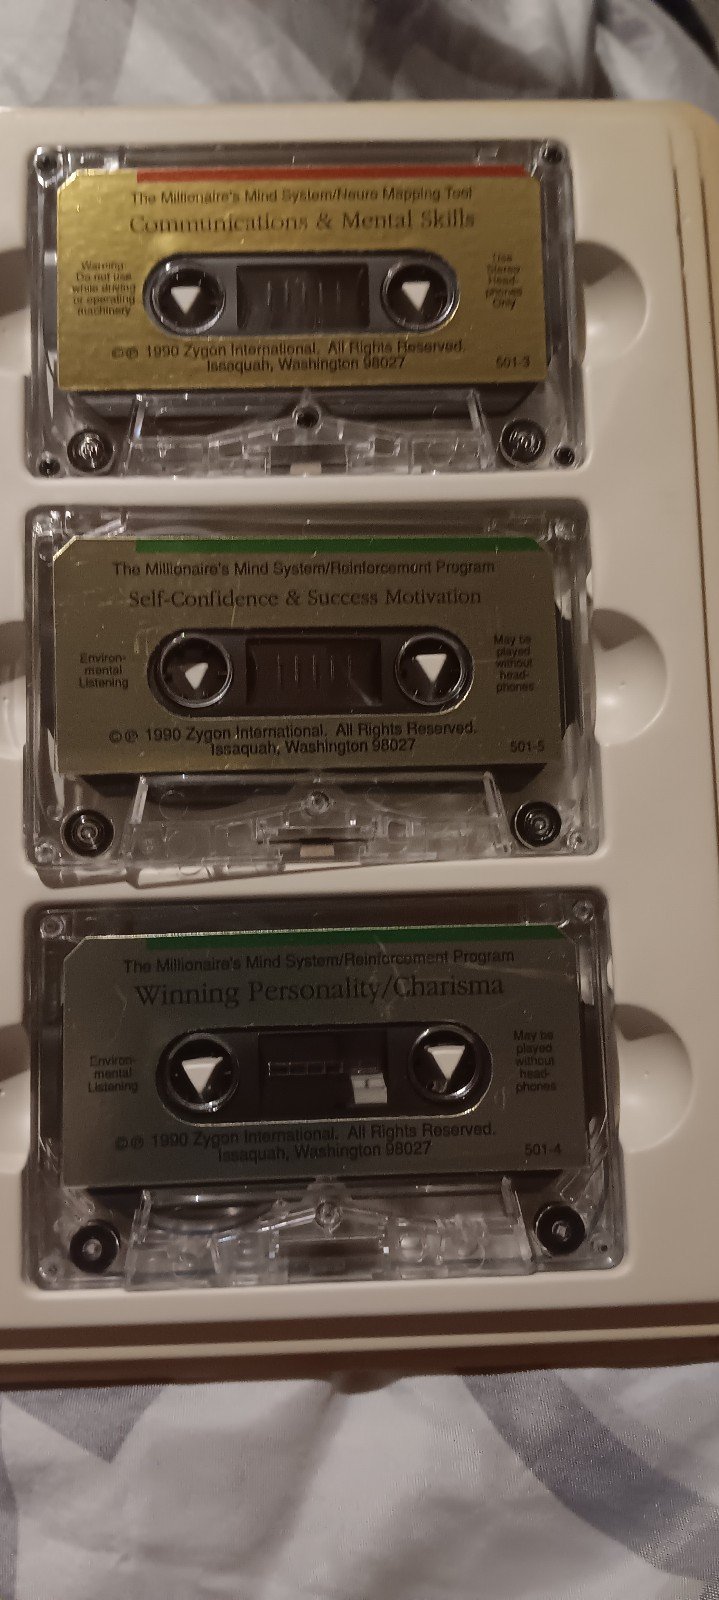 The Millionaire's Mind System/Neuro Mapping Tool
Communications & Mental Skills
Warning
Do not use
while driving
or operating
machinery
Use
Stereo
Head-
phones
Only
©℗ 1990 Zygon International. All Rights Reserved.
Issaquah, Washington 98027
501-3
The Millionaire's Mind System/Reinforcement Program
Self-Confidence & Success Motivation
Environ-
mental
Listening
May be
played
without
head-
phones
©℗ 1990 Zygon International. All Rights Reserved.
Issaquah, Washington 98027
501-5
The Millionaire's Mind System/Reinforcement Program
Winning Personality/Charisma
Environ-
mental
Listening
May be
played
without
head-
phones
©℗ 1990 Zygon International. All Rights Reserved.
Issaquah, Washington 98027
501-4